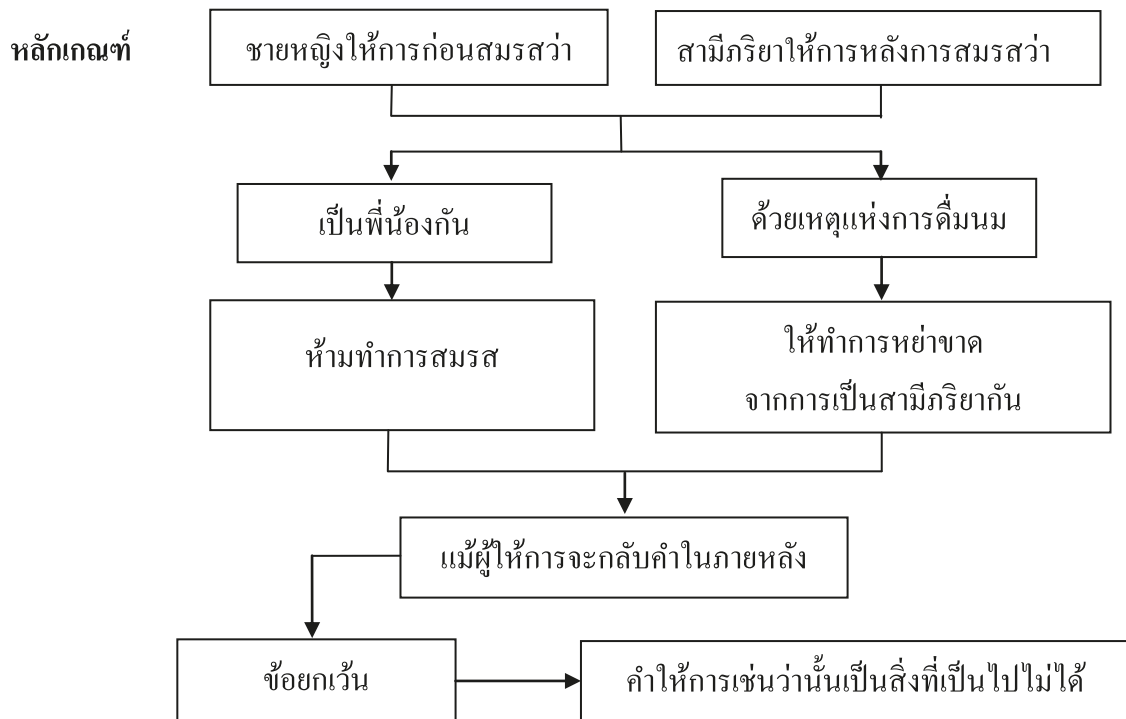 หลักเกณฑ์
ชายหญิงให้การก่อนสมรสว่า
สามีภริยาให้การหลังการสมรสว่า
เป็นพี่น้องกัน
ด้วยเหตุแห่งการดื่มนม
ห้ามทำการสมรส
ให้ทำการหย่าขาด
จากการเป็นสามีภริยากัน
แม้ผู้ให้การจะกลับคำในภายหลัง
ข้อยกเว้น
คำให้การเช่นว่านั้นเป็นสิ่งที่เป็นไปไม่ได้